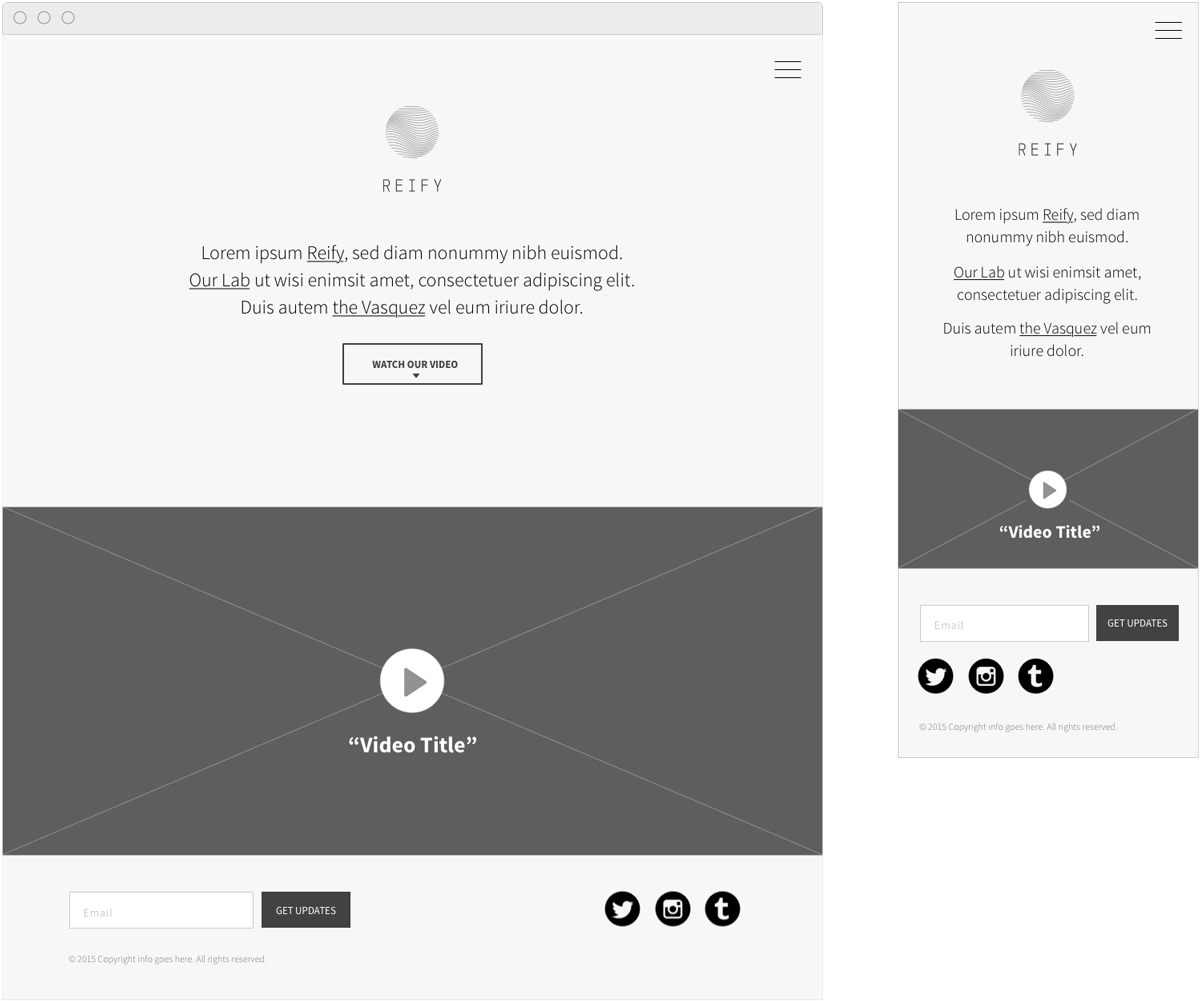 REIFY
Lorem ipsum Reify, sed diam nonummy nibh euismod.
Our Lab ut wisi enimsit amet, consectetuer adipiscing elit.
Duis autem the Vasquez vel eum iriure dolor.
WATCH OUR VIDEO
“Video Title”
Email
GET UPDATES
© 2015 Copyright info goes here. All rights reserved.
REIFY
Lorem ipsum Reify, sed diam
nonummy nibh euismod.
Our Lab ut wisi enimsit amet,
consectetuer adipiscing elit.
Duis autem the Vasquez vel eum
iriure dolor.
“Video Title”
Email
GET UPDATES
© 2015 Copyright info goes here. All rights reserved.